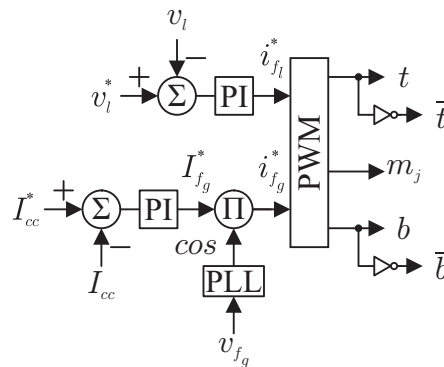 v_l
v_l^* + − Σ PI i_{f_l}^*
PWM
t
t̅
m_j
I_{cc}^* + − Σ PI I_{f_g}^* Π i_{f_g}^*
b
b̅
I_{cc}
cos
PLL
v_{f_g}